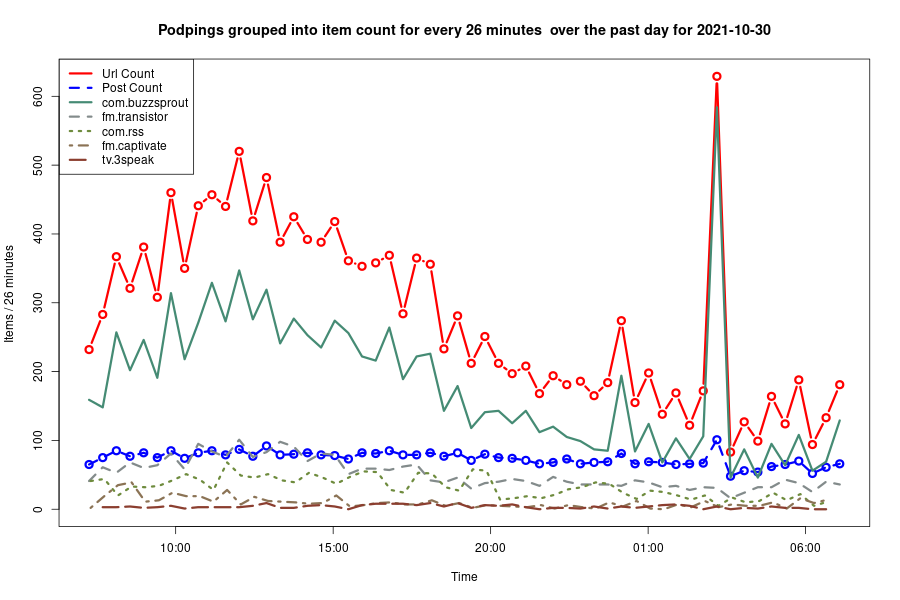 Podpings grouped into item count for every 26 minutes  over the past day for 2021-10-30
Url Count
Post Count
com.buzzsprout
fm.transistor
com.rss
fm.captivate
tv.3speak
Items / 26 minutes
600
500
400
300
200
100
0
10:00 15:00 20:00 01:00 06:00
Time